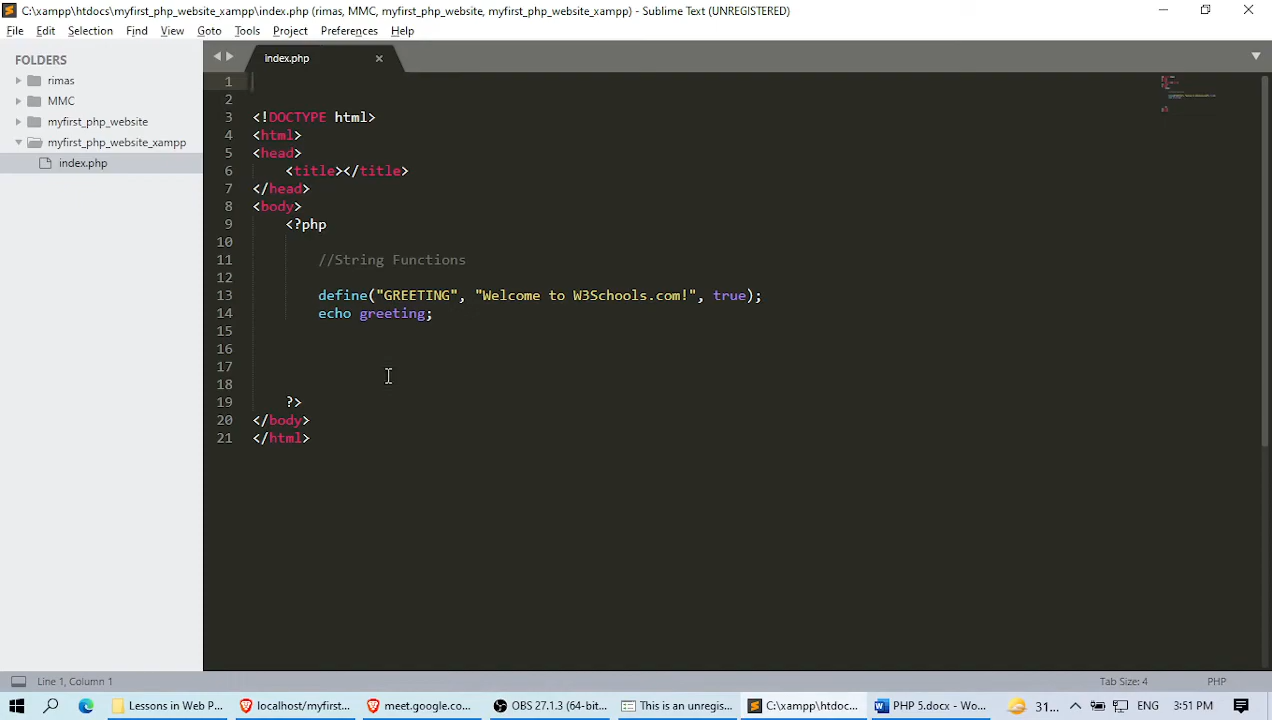 C:\xampp\htdocs\myfirst_php_website_xampp\index.php (rimas, MMC, myfirst_php_website, myfirst_php_website_xampp) - Sublime Text (UNREGISTERED)
File Edit Selection Find View Goto Tools Project Preferences Help
FOLDERS
rimas
MMC
myfirst_php_website
myfirst_php_website_xampp
index.php
index.php
1
2
3 <!DOCTYPE html>
4 <html>
5 <head>
6 <title></title>
7 </head>
8 <body>
9 <?php
10
11 //String Functions
12
13 define("GREETING", "Welcome to W3Schools.com!", true);
14 echo greeting;
15
16
17
18
19 ?>
20 </body>
21 </html>
Line 1, Column 1 Tab Size: 4 PHP
Lessons in Web P... localhost/myfirst... meet.google.co... OBS 27.1.3 (64-bit... This is an unregis... C:\xampp\htdoc... PHP 5.docx - Wo... 31... ENG 3:51 PM